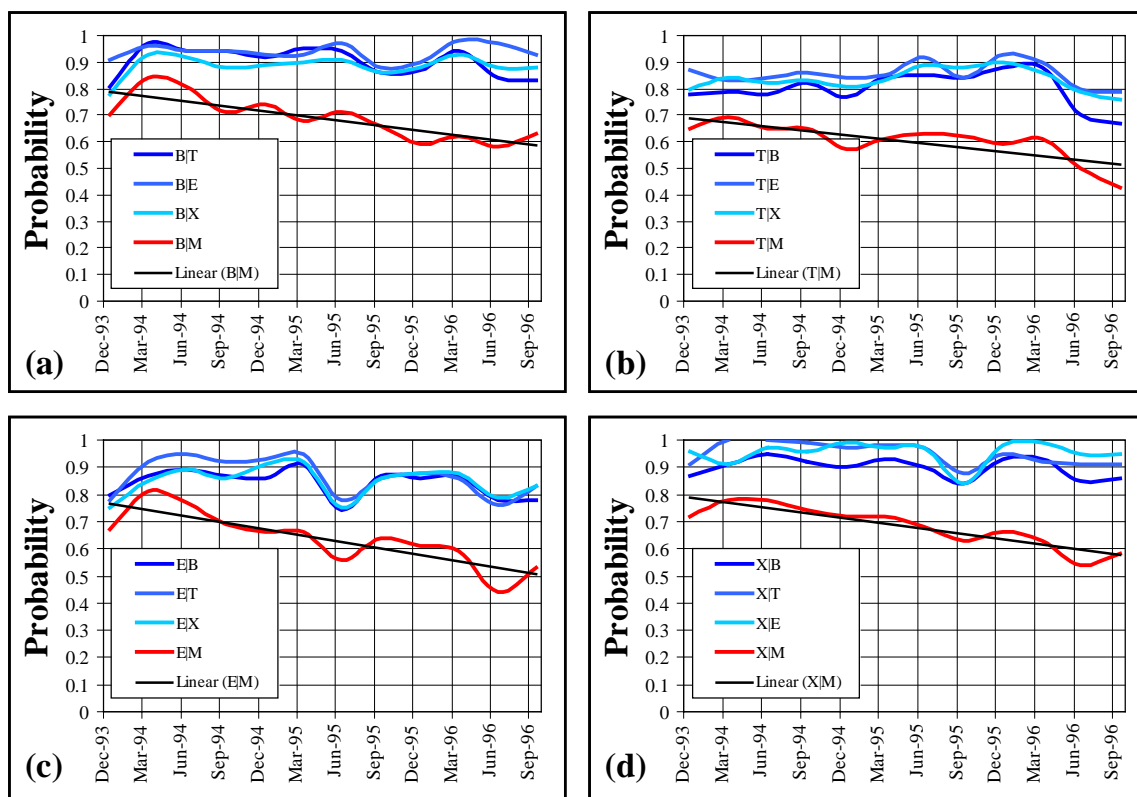 Probability
1
0.9
0.8
0.7
0.6
0.5
0.4
0.3
0.2
0.1
0
B|T
B|E
B|X
B|M
Linear (B|M)
Dec-93
Mar-94
Jun-94
Sep-94
Dec-94
Mar-95
Jun-95
Sep-95
Dec-95
Mar-96
Jun-96
Sep-96
(a)
Probability
1
0.9
0.8
0.7
0.6
0.5
0.4
0.3
0.2
0.1
0
T|B
T|E
T|X
T|M
Linear (T|M)
Dec-93
Mar-94
Jun-94
Sep-94
Dec-94
Mar-95
Jun-95
Sep-95
Dec-95
Mar-96
Jun-96
Sep-96
(b)
Probability
1
0.9
0.8
0.7
0.6
0.5
0.4
0.3
0.2
0.1
0
E|B
E|T
E|X
E|M
Linear (E|M)
Dec-93
Mar-94
Jun-94
Sep-94
Dec-94
Mar-95
Jun-95
Sep-95
Dec-95
Mar-96
Jun-96
Sep-96
(c)
Probability
1
0.9
0.8
0.7
0.6
0.5
0.4
0.3
0.2
0.1
0
X|B
X|T
X|E
X|M
Linear (X|M)
Dec-93
Mar-94
Jun-94
Sep-94
Dec-94
Mar-95
Jun-95
Sep-95
Dec-95
Mar-96
Jun-96
Sep-96
(d)